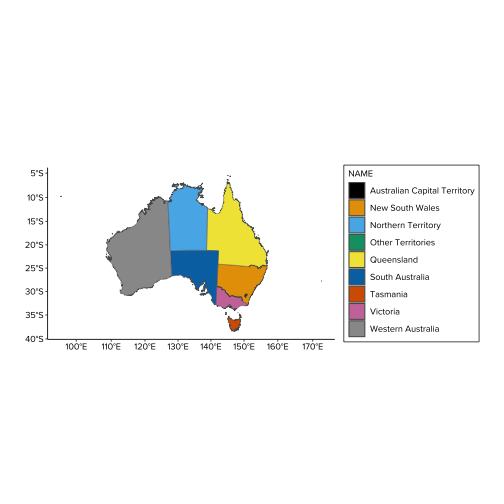 5°S
10°S
15°S
20°S
25°S
30°S
35°S
40°S
100°E 110°E 120°E 130°E 140°E 150°E 160°E 170°E
NAME
Australian Capital Territory
New South Wales
Northern Territory
Other Territories
Queensland
South Australia
Tasmania
Victoria
Western Australia